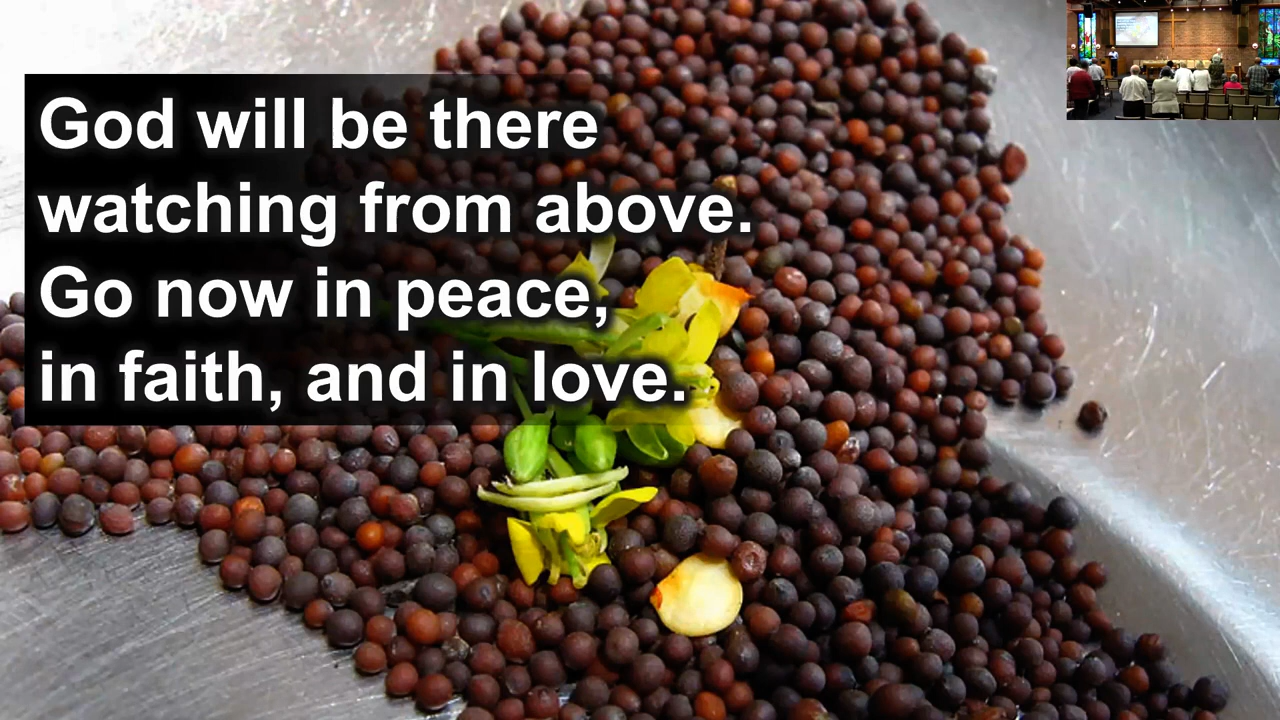 God will be there
watching from above.
Go now in peace,
in faith, and in love.